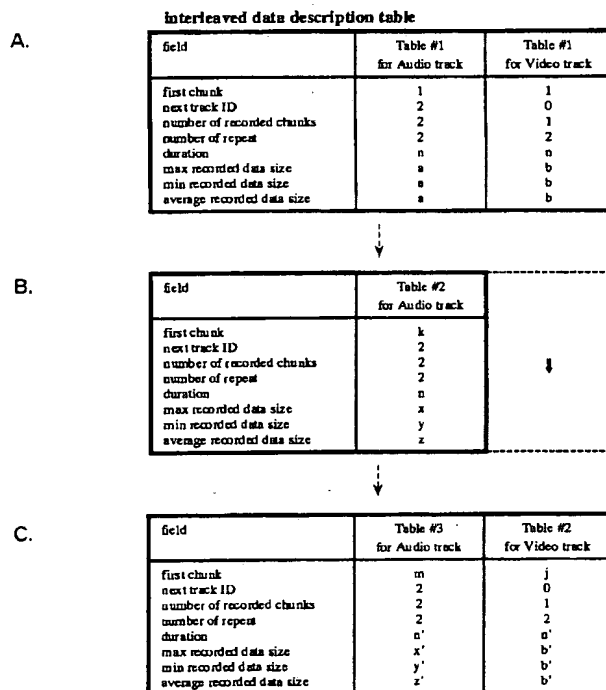 interleaved data description table
A.
field Table #1 Table #1
for Audio track for Video track
first chunk 1 1
next track ID 2 0
number of recorded chunks 2 1
number of repeat 2 2
duration n n
max recorded data size a b
min recorded data size a b
average recorded data size a b
B.
field Table #2
for Audio track
first chunk k
next track ID 2
number of recorded chunks 2
number of repeat 2
duration n
max recorded data size x
min recorded data size y
average recorded data size z
C.
field Table #3 Table #2
for Audio track for Video track
first chunk m j
next track ID 2 0
number of recorded chunks 2 1
number of repeat 2 2
duration n' n'
max recorded data size x' b'
min recorded data size y' b'
average recorded data size z' b'